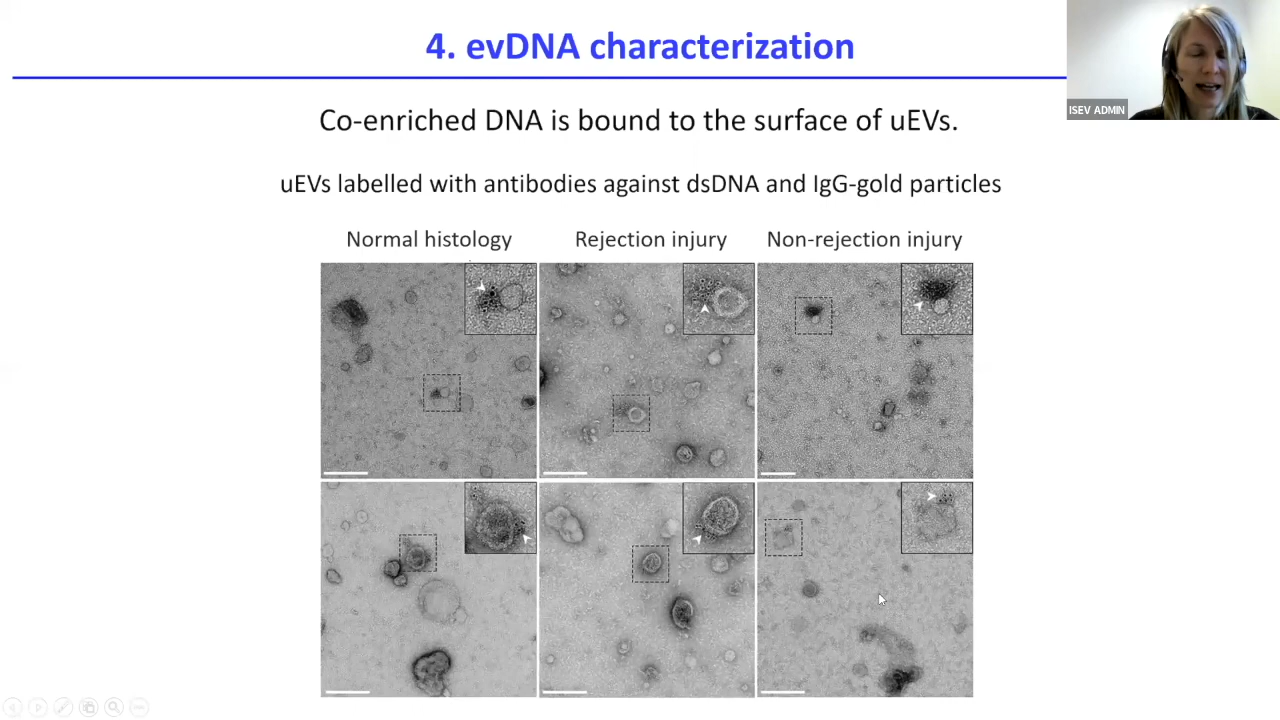 4. evDNA characterization
ISEV ADMIN
Co-enriched DNA is bound to the surface of uEVs.
uEVs labelled with antibodies against dsDNA and IgG-gold particles
Normal histology
Rejection injury
Non-rejection injury